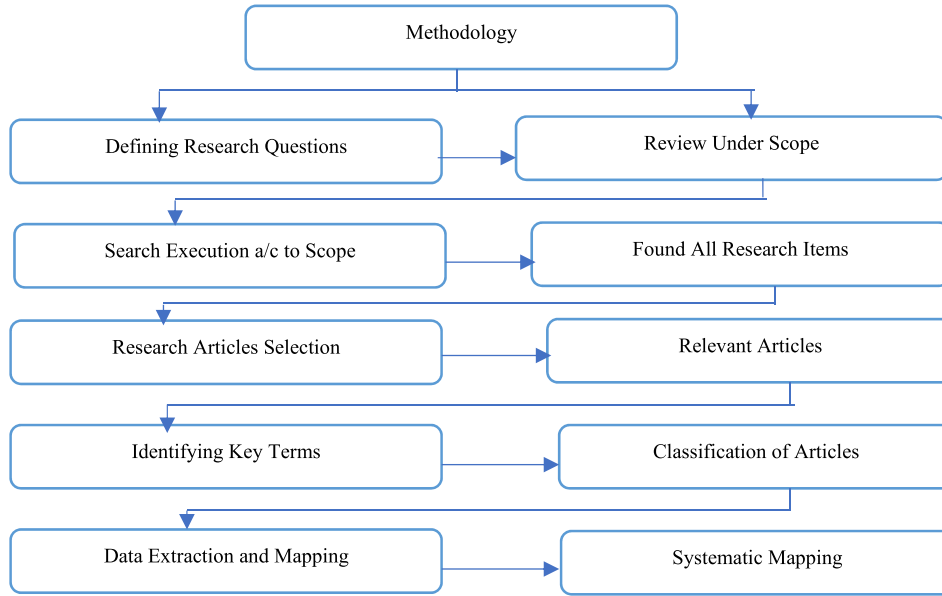 Methodology
Defining Research Questions
Review Under Scope
Search Execution a/c to Scope
Found All Research Items
Research Articles Selection
Relevant Articles
Identifying Key Terms
Classification of Articles
Data Extraction and Mapping
Systematic Mapping